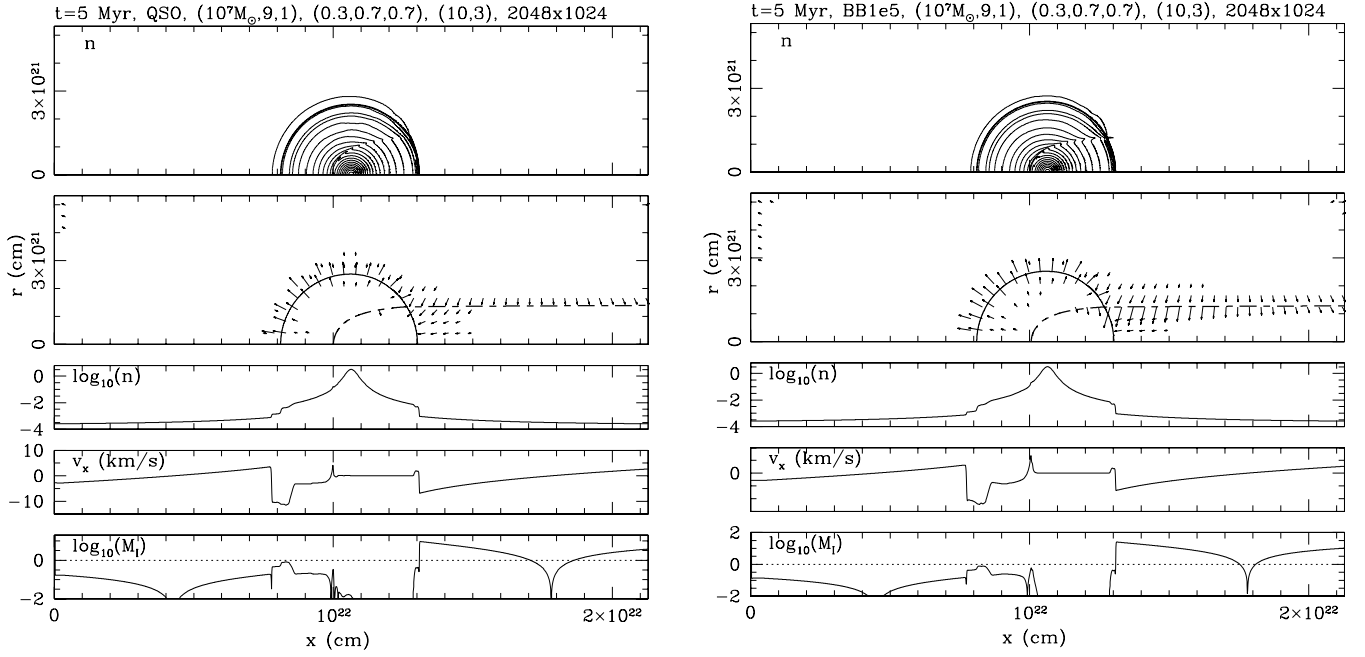 t=5 Myr, QSO, (10⁷M☉,9,1), (0.3,0.7,0.7), (10,3), 2048x1024
n
3×10²¹
0
r (cm)
3×10²¹
0
log₁₀(n)
0
−2
−4
vₓ (km/s)
10
0
−10
log₁₀(M_I)
0
−2
0
10²²
2×10²²
x (cm)
t=5 Myr, BB1e5, (10⁷M☉,9,1), (0.3,0.7,0.7), (10,3), 2048x1024
n
3×10²¹
0
r (cm)
3×10²¹
0
log₁₀(n)
0
−2
−4
vₓ (km/s)
0
log₁₀(M_I)
2
0
−2
0
10²²
2×10²²
x (cm)